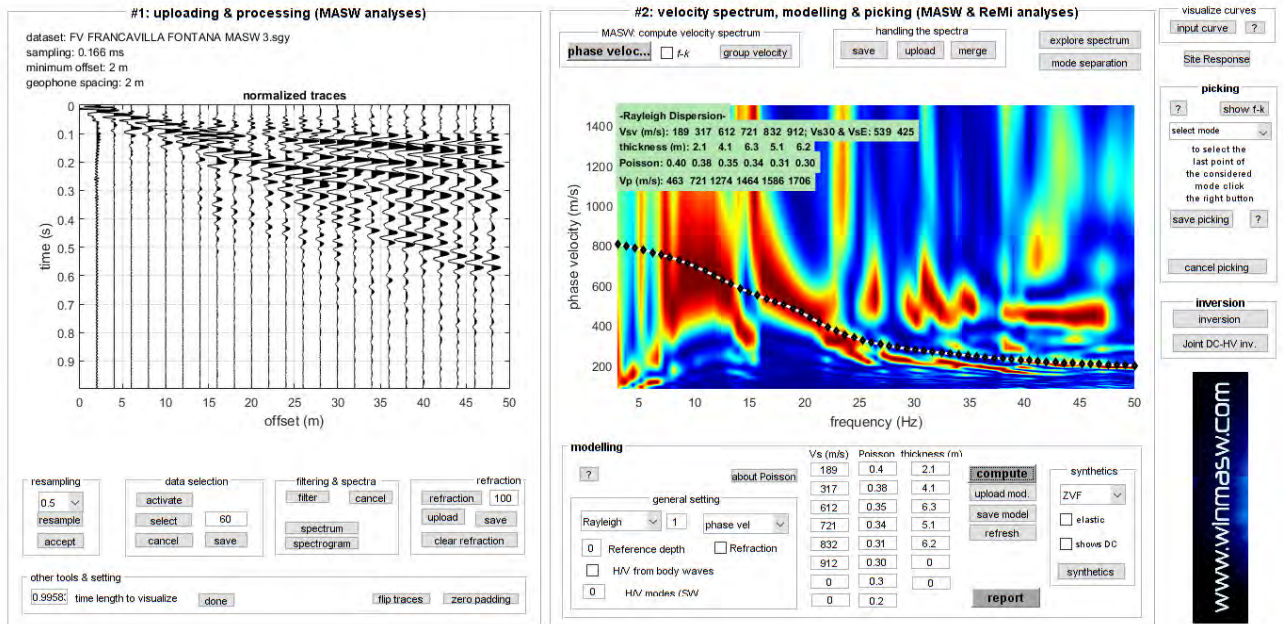 #1: uploading & processing (MASW analyses)
dataset: FV FRANCAVILLA FONTANA MASW 3.sgy
sampling: 0.166 ms
minimum offset: 2 m
geophone spacing: 2 m
normalized traces
0
0.1
0.2
0.3
0.4
0.5
0.6
0.7
0.8
0.9
time (s)
0 5 10 15 20 25 30 35 40 45 50
offset (m)
resampling
0.5
resample
accept
data selection
activate
select 60
cancel save
filtering & spectra
filter cancel
spectrum
spectrogram
refraction
refraction 100
upload save
clear refraction
other tools & setting
0.9958 time length to visualize done flip traces zero padding
#2: velocity spectrum, modelling & picking (MASW & ReMi analyses)
MASW: compute velocity spectrum
phase veloc... f-k group velocity
handling the spectra
save upload merge
explore spectrum
mode separation
-Rayleigh Dispersion-
Vsv (m/s): 189 317 612 721 832 912; Vs30 & VsE: 539 425
thickness (m): 2.1 4.1 6.3 5.1 6.2
Poisson: 0.40 0.38 0.35 0.34 0.31 0.30
Vp (m/s): 463 721 1274 1464 1586 1706
1400
1200
1000
800
600
400
200
phase velocity (m/s)
5 10 15 20 25 30 35 40 45 50
frequency (Hz)
modelling
? about Poisson
general setting
Rayleigh 1 phase vel
0 Reference depth Refraction
H/V from body waves
0 H/V modes (SW
Vs (m/s) Poisson thickness (m
189 0.4 2.1
317 0.38 4.1
612 0.35 6.3
721 0.34 5.1
832 0.31 6.2
912 0.30 0
0 0.3 0
0 0.2
compute
upload mod.
save model
refresh
report
synthetics
ZVF
elastic
shows DC
synthetics
visualize curves
input curve ?
Site Response
picking
? show f-k
select mode
to select the
last point of
the considered
mode click
the right button
save picking ?
cancel picking
inversion
inversion
Joint DC-HV inv.
www.winmasw.com